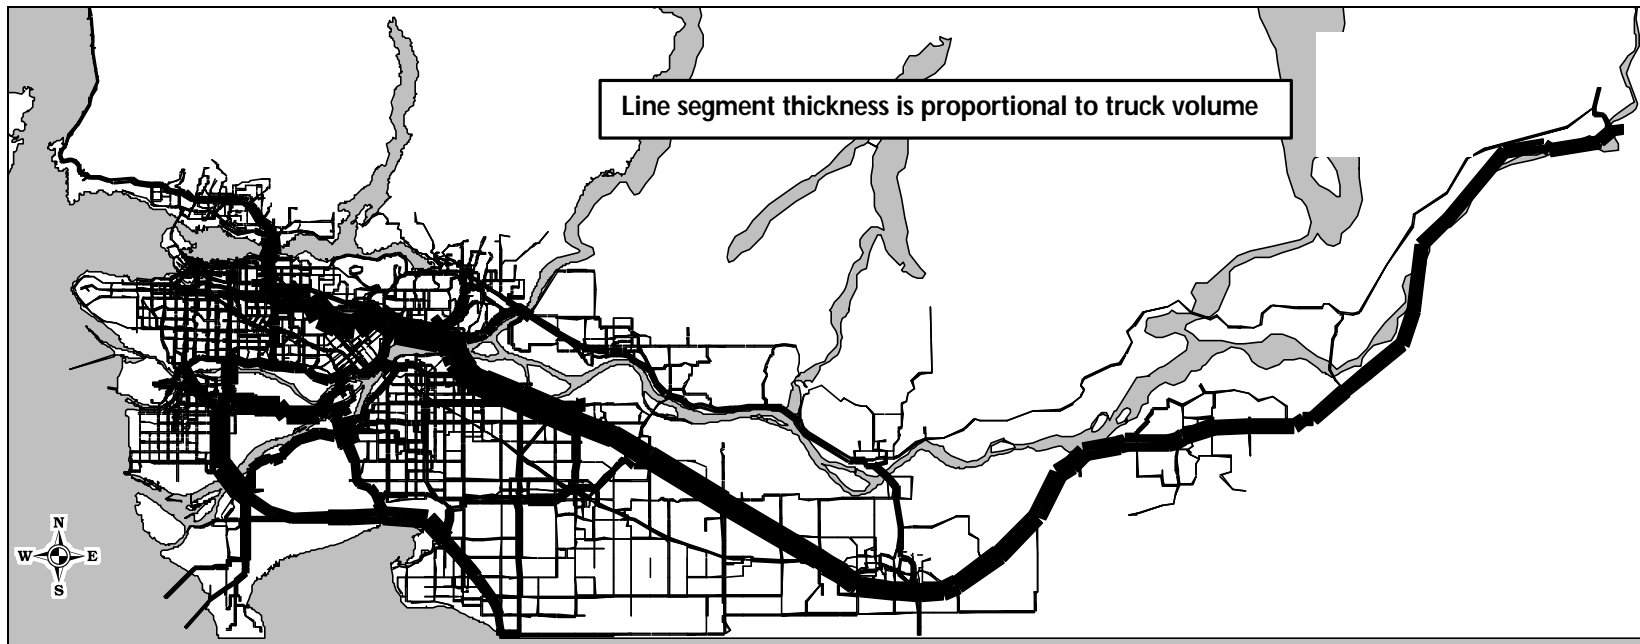 Line segment thickness is proportional to truck volume
N
W E
S